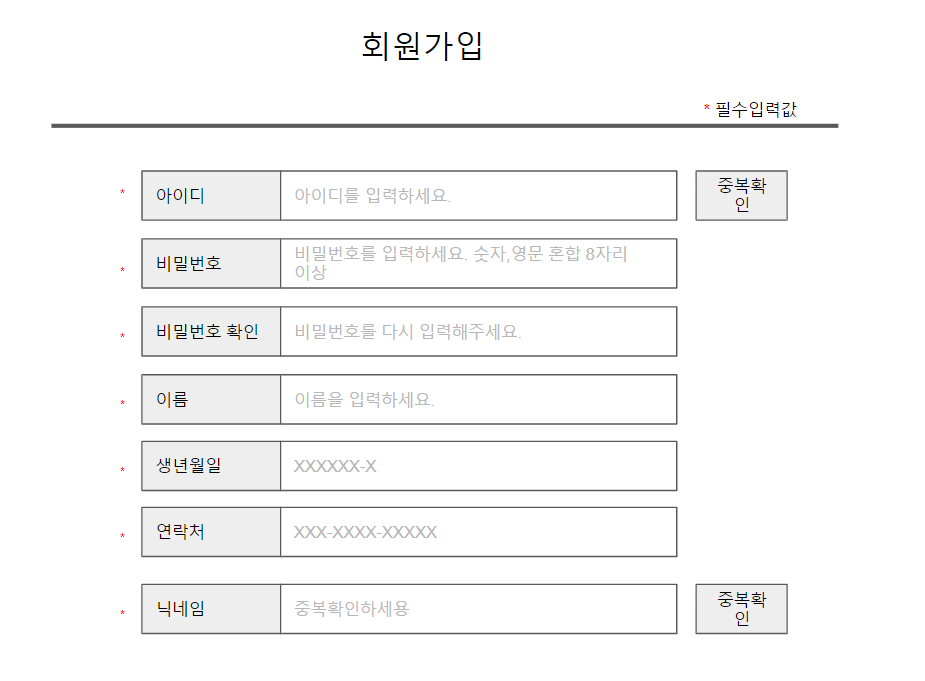 회원가입
* 필수입력값
* 아이디 아이디를 입력하세요. 중복확
인
* 비밀번호 비밀번호를 입력하세요. 숫자,영문 혼합 8자리
이상
* 비밀번호 확인 비밀번호를 다시 입력해주세요.
* 이름 이름을 입력하세요.
* 생년월일 XXXXXX-X
* 연락처 XXX-XXXX-XXXXX
* 닉네임 중복확인하세용 중복확
인